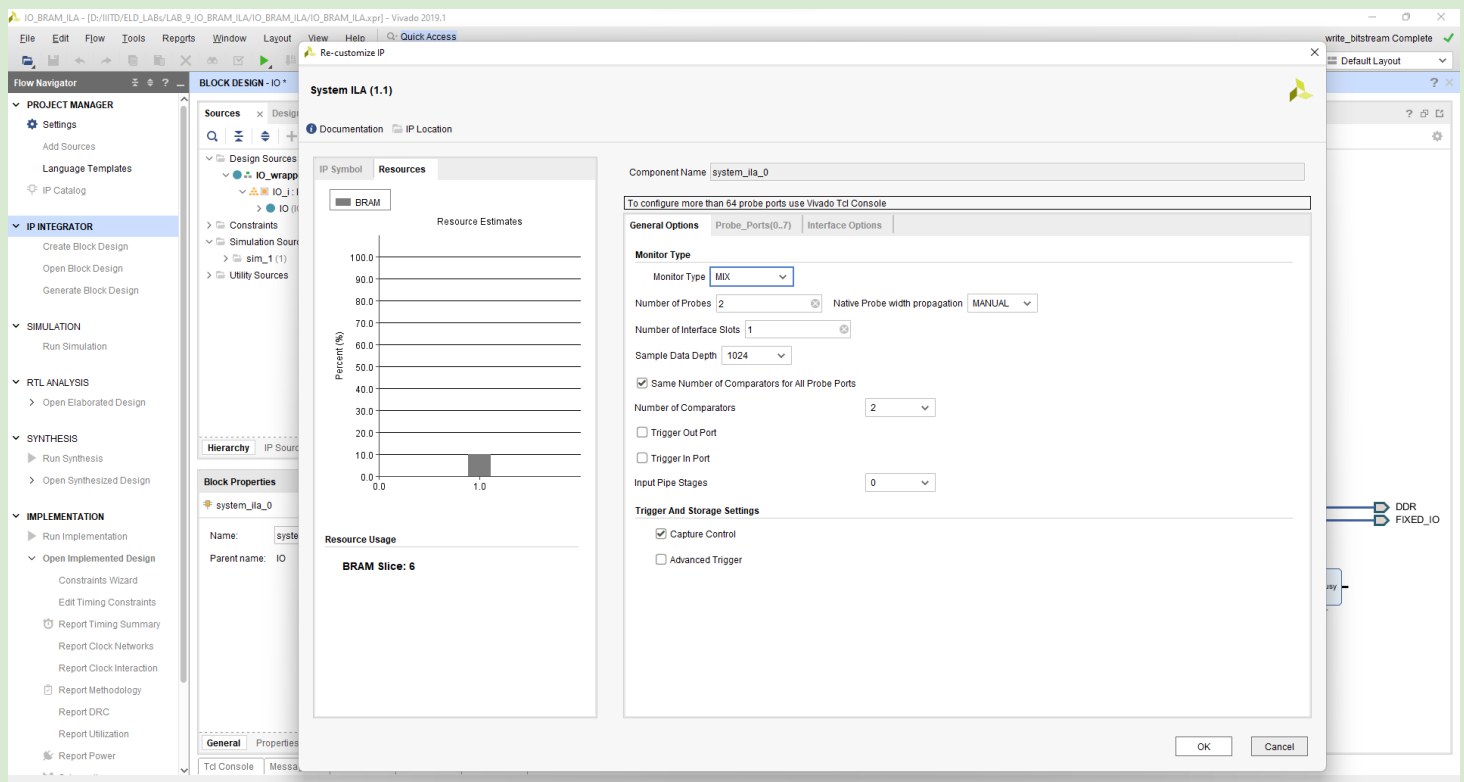 IO_BRAM_ILA - [D:/IIITD/ELD_LABs/LAB_9_IO_BRAM_ILA/IO_BRAM_ILA/IO_BRAM_ILA.xpr] - Vivado 2019.1
File Edit Flow Tools Reports Window Layout View Help Quick Access
write_bitstream Complete
Default Layout
Flow Navigator
PROJECT MANAGER
Settings
Add Sources
Language Templates
IP Catalog
IP INTEGRATOR
Create Block Design
Open Block Design
Generate Block Design
SIMULATION
Run Simulation
RTL ANALYSIS
Open Elaborated Design
SYNTHESIS
Run Synthesis
Open Synthesized Design
IMPLEMENTATION
Run Implementation
Open Implemented Design
Constraints Wizard
Edit Timing Constraints
Report Timing Summary
Report Clock Networks
Report Clock Interaction
Report Methodology
Report DRC
Report Utilization
Report Power
BLOCK DESIGN - IO *
Sources Design
Design Sources
IO_wrapp
IO_i : I
IO (IO
Constraints
Simulation Sour
sim_1 (1)
Utility Sources
Hierarchy IP Sourc
Block Properties
system_ila_0
Name: syste
Parent name: IO
General Properties
Tcl Console Messa
Re-customize IP
System ILA (1.1)
Documentation IP Location
IP Symbol Resources
BRAM
Resource Estimates
100.0
90.0
80.0
70.0
60.0
50.0
40.0
30.0
20.0
10.0
0.0
Percent (%)
0.0 1.0
Resource Usage
BRAM Slice: 6
Component Name system_ila_0
To configure more than 64 probe ports use Vivado Tcl Console
General Options Probe_Ports(0..7) Interface Options
Monitor Type
Monitor Type MIX
Number of Probes 2 Native Probe width propagation MANUAL
Number of Interface Slots 1
Sample Data Depth 1024
Same Number of Comparators for All Probe Ports
Number of Comparators 2
Trigger Out Port
Trigger In Port
Input Pipe Stages 0
Trigger And Storage Settings
Capture Control
Advanced Trigger
OK Cancel
DDR
FIXED_IO